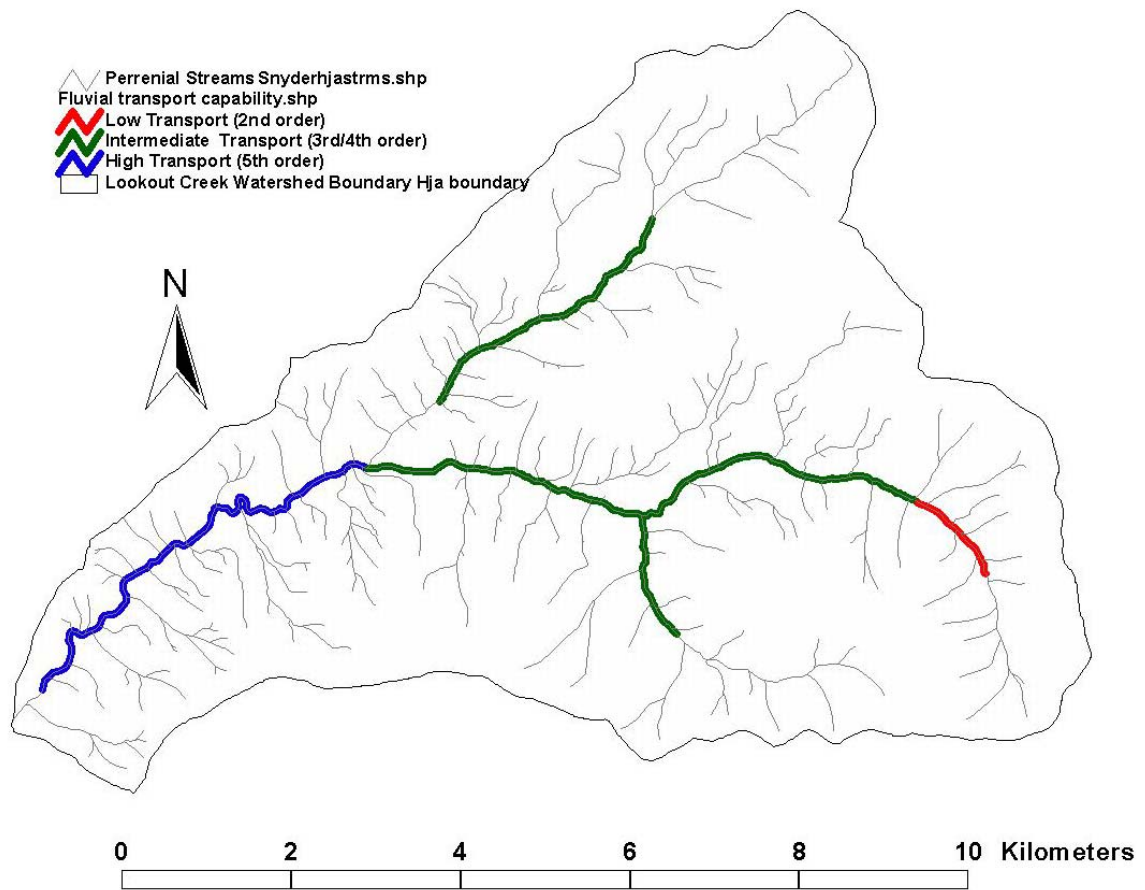 Perrenial Streams Snyderhjastrms.shp
Fluvial transport capability.shp
Low Transport (2nd order)
Intermediate Transport (3rd/4th order)
High Transport (5th order)
Lookout Creek Watershed Boundary Hja boundary
N
0 2 4 6 8 10 Kilometers